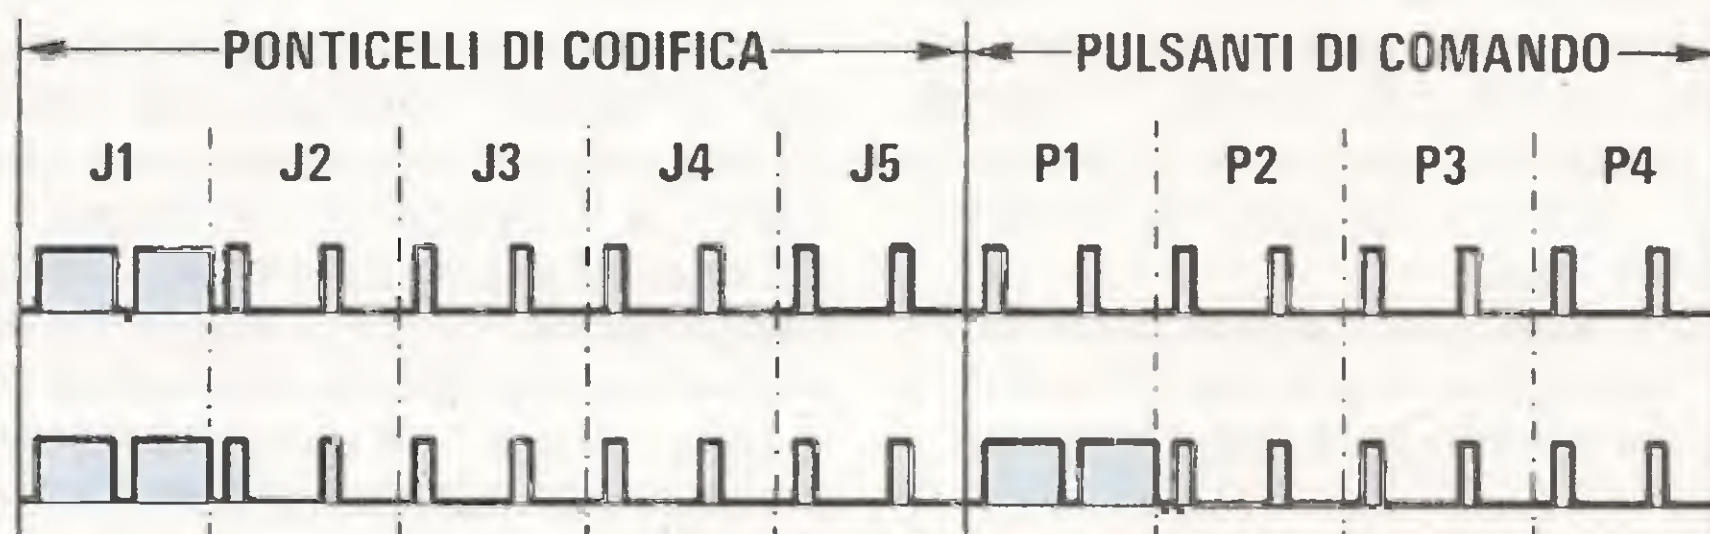 PONTICELLI DI CODIFICA PULSANTI DI COMANDO
J1 J2 J3 J4 J5 P1 P2 P3 P4